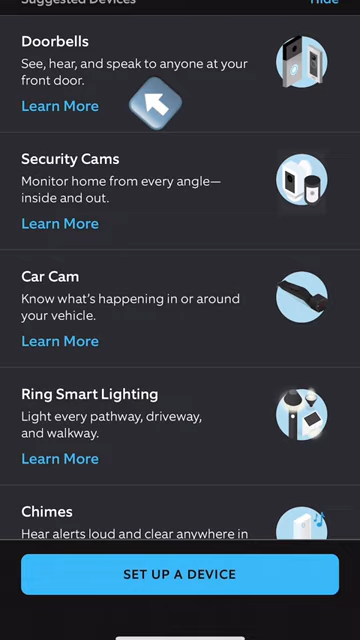 Suggested Devices
Hide
Doorbells
See, hear, and speak to anyone at your
front door.
Learn More
Security Cams
Monitor home from every angle—
inside and out.
Learn More
Car Cam
Know what's happening in or around
your vehicle.
Learn More
Ring Smart Lighting
Light every pathway, driveway,
and walkway.
Learn More
Chimes
Hear alerts loud and clear anywhere in
SET UP A DEVICE